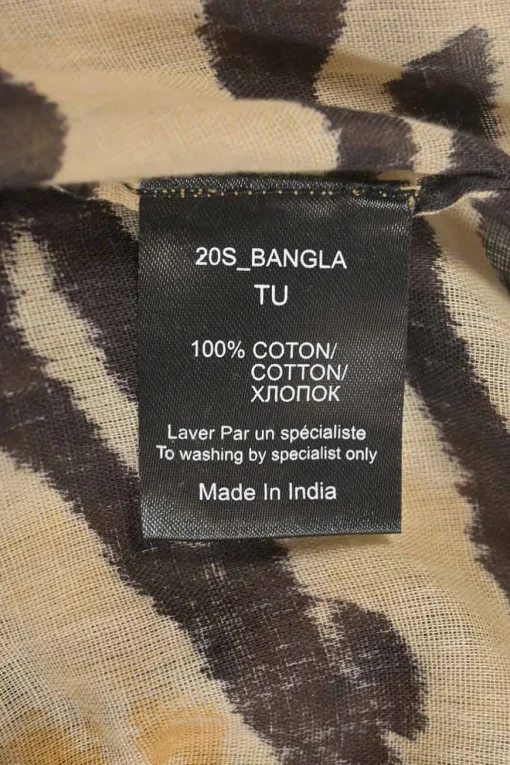 20S_BANGLA
TU
100% COTON/
COTTON/
ХЛОПОК
Laver Par un spécialiste
To washing by specialist only
Made In India